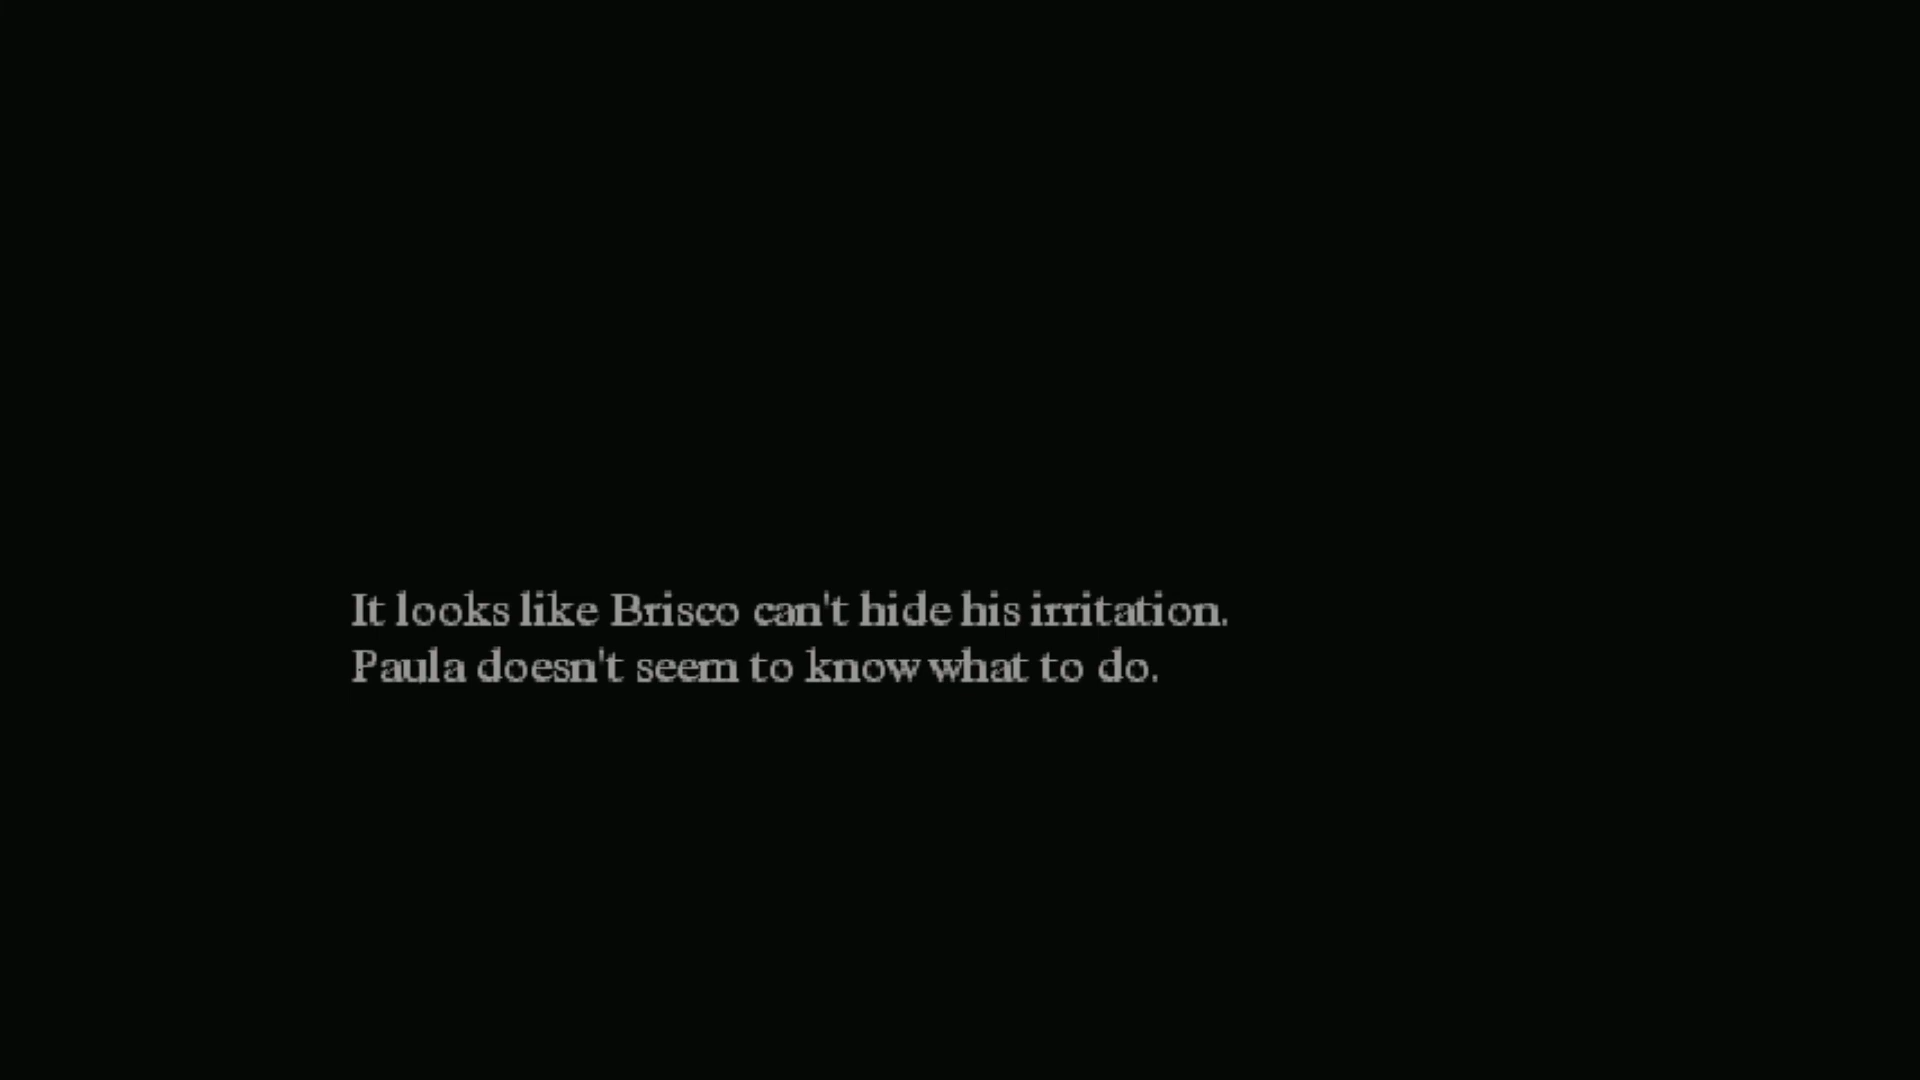 It looks like Brisco can't hide his irritation.
Paula doesn't seem to know what to do.